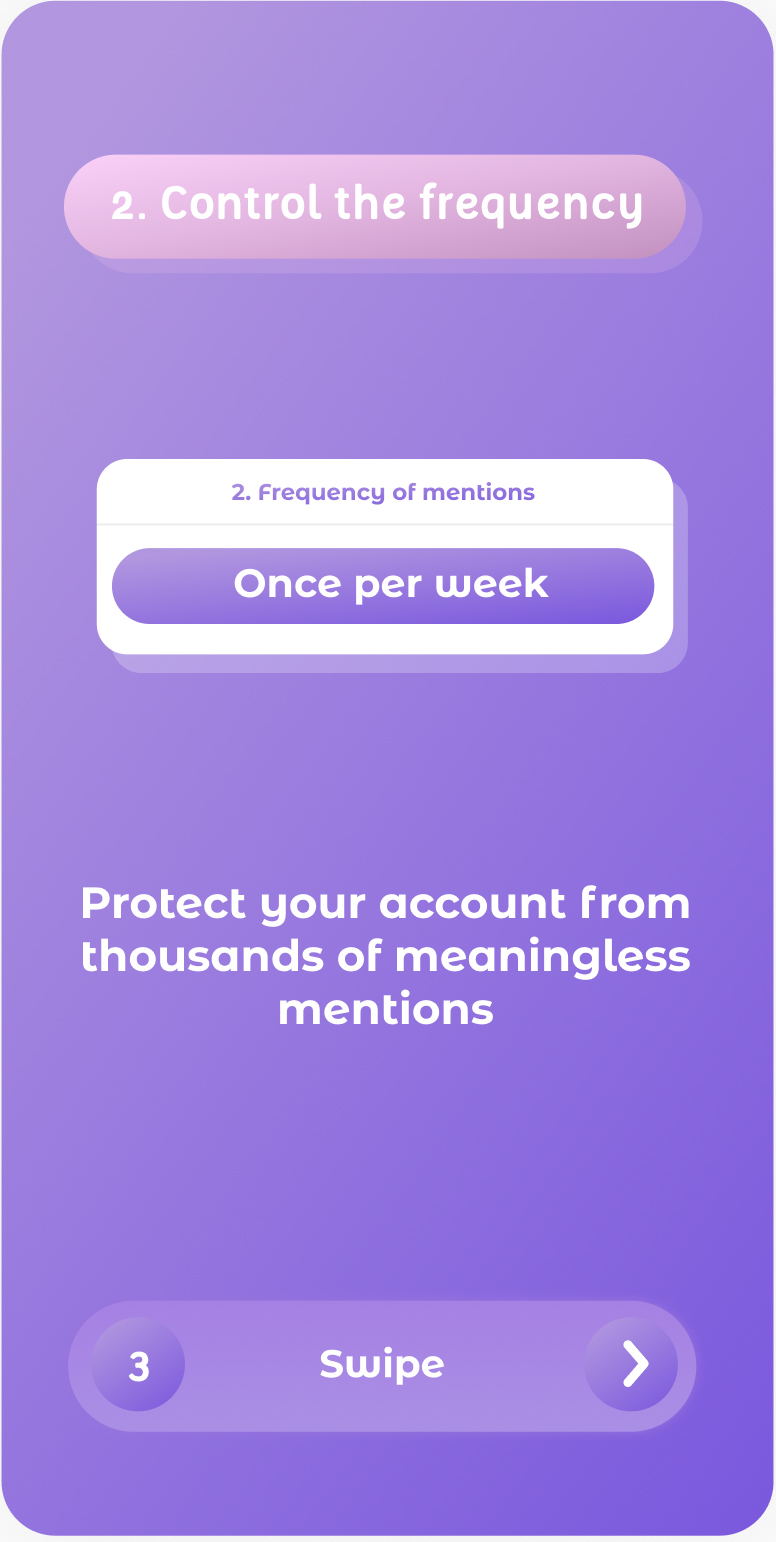 2. Control the frequency
2. Frequency of mentions
Once per week
Protect your account from
thousands of meaningless
mentions
3
Swipe